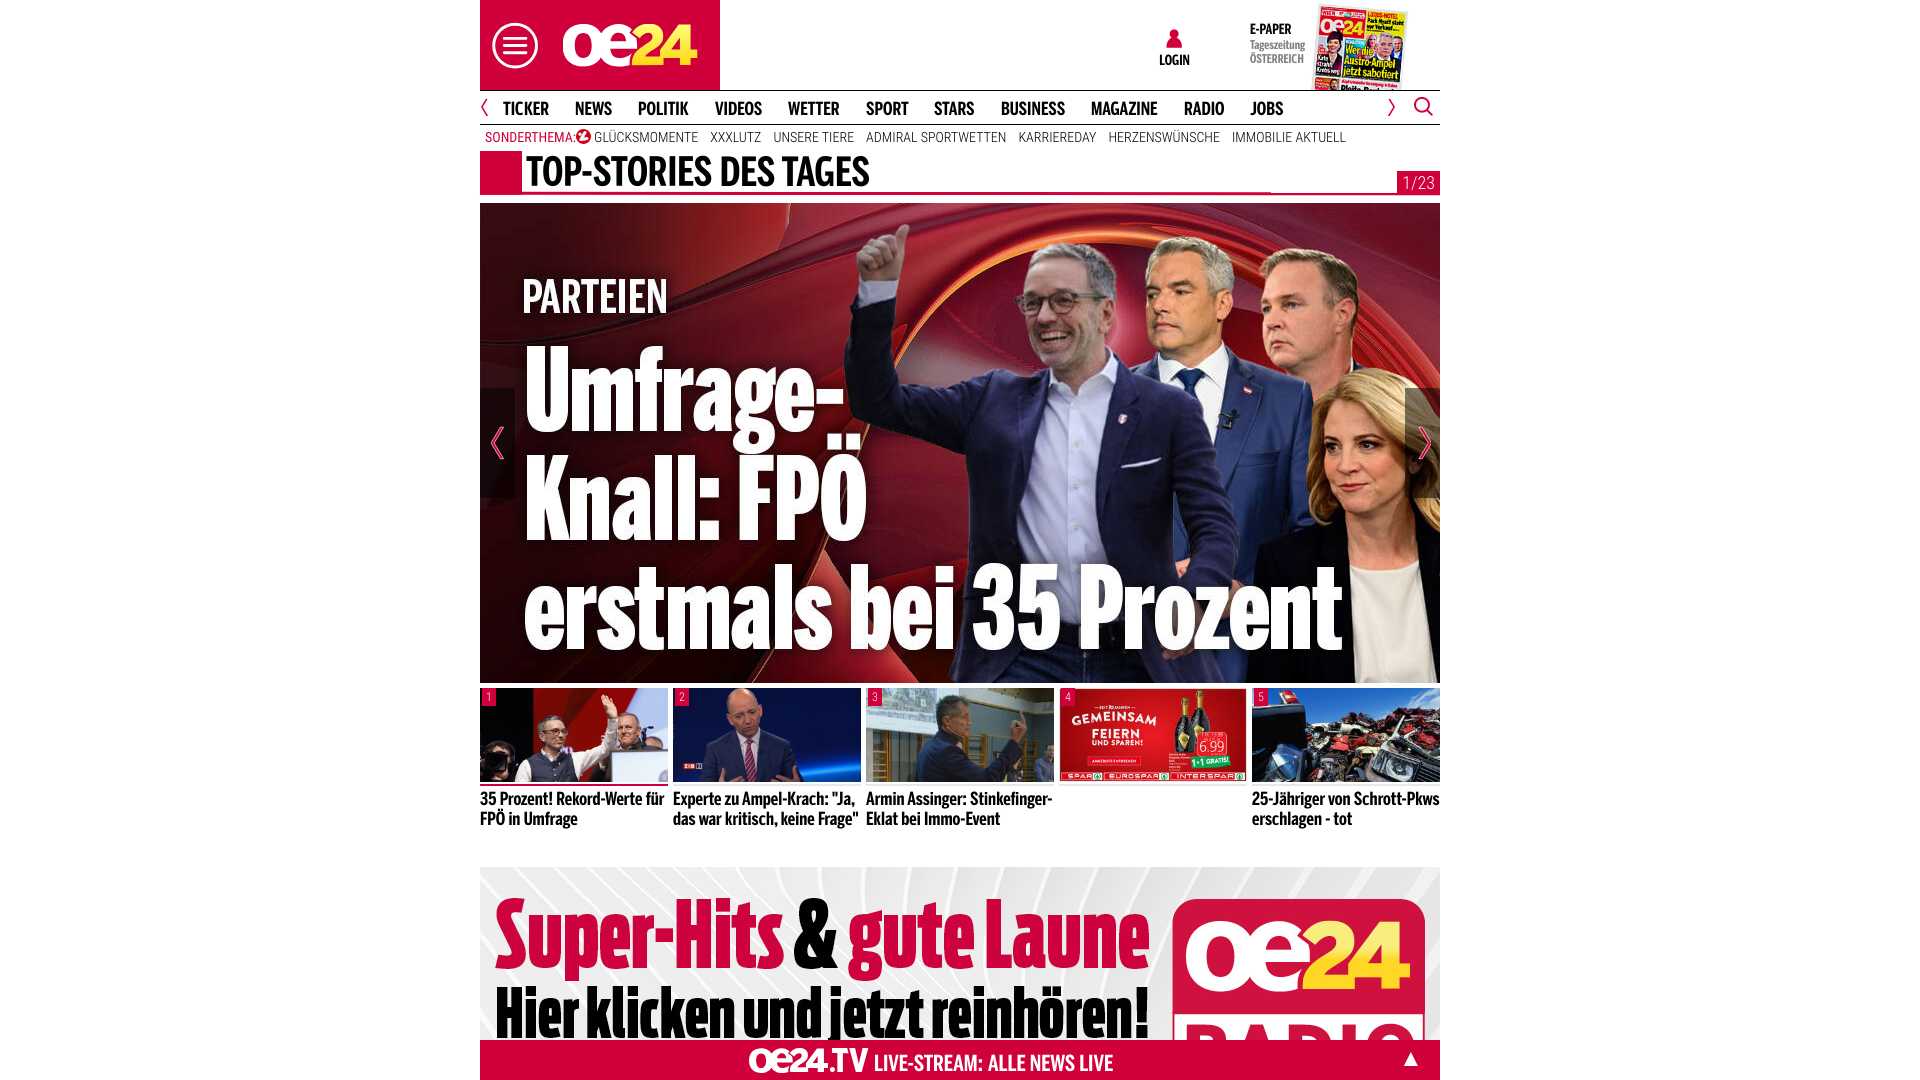 oe24
LOGIN
E-PAPER
Tageszeitung
ÖSTERREICH
oe24
Wer die
Austro-Ampel
jetzt sabotiert
TICKER NEWS POLITIK VIDEOS WETTER SPORT STARS BUSINESS MAGAZINE RADIO JOBS
SONDERTHEMA: GLÜCKSMOMENTE XXXLUTZ UNSERE TIERE ADMIRAL SPORTWETTEN KARRIEREDAY HERZENSWÜNSCHE IMMOBILIE AKTUELL
TOP-STORIES DES TAGES
1/23
PARTEIEN
Umfrage-
Knall: FPÖ
erstmals bei 35 Prozent
1
2
3
4
5
GEMEINSAM
FEIERN
UND SPAREN!
6.99
1+1 GRATIS!
SPAR EUROSPAR INTERSPAR
35 Prozent! Rekord-Werte für
FPÖ in Umfrage
Experte zu Ampel-Krach: "Ja,
das war kritisch, keine Frage"
Armin Assinger: Stinkefinger-
Eklat bei Immo-Event
25-Jähriger von Schrott-Pkws
erschlagen - tot
Super-Hits & gute Laune
Hier klicken und jetzt reinhören!
oe24
RADIO
oe24.TV LIVE-STREAM: ALLE NEWS LIVE